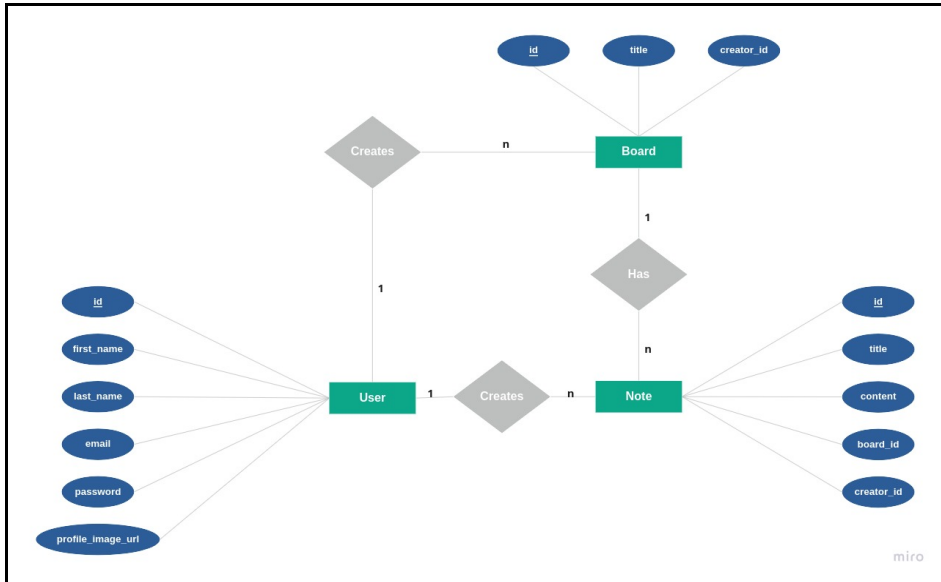 id
title
creator_id
Creates
n
Board
1
1
Has
id
first_name
last_name
email
password
profile_image_url
User
1
Creates
n
Note
n
id
title
content
board_id
creator_id
miro